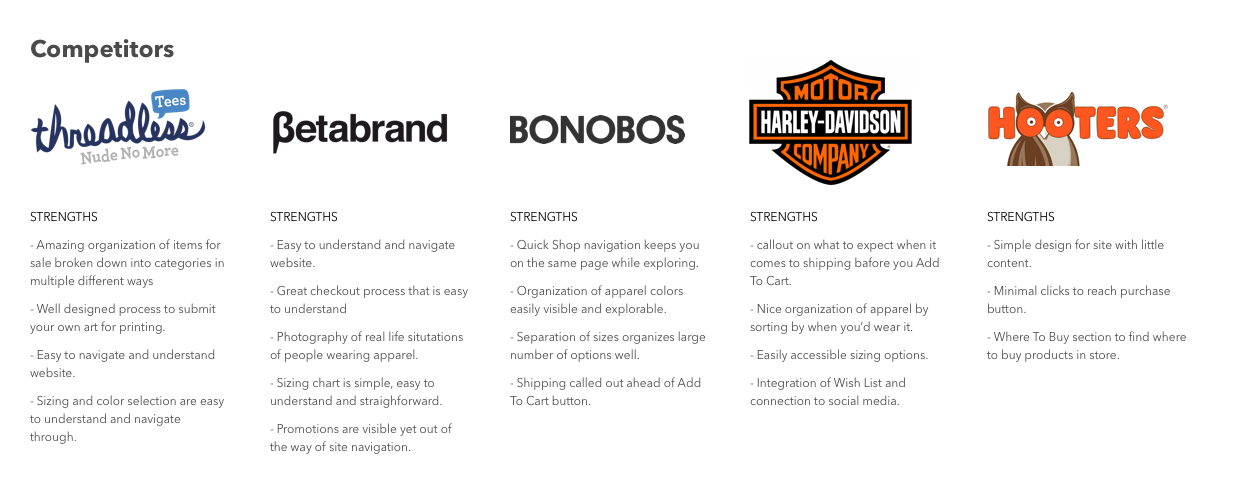 Competitors
Tees
threadless®
Nude No More
βetabrand
BONOBOS
MOTOR
HARLEY-DAVIDSON
COMPANY
HOOTERS®
STRENGTHS
- Amazing organization of items for
sale broken down into categories in
multiple different ways
- Well designed process to submit
your own art for printing.
- Easy to navigate and understand
website.
- Sizing and color selection are easy
to understand and navigate
through.
STRENGTHS
- Easy to understand and navigate
website.
- Great checkout process that is easy
to understand
- Photography of real life situtations
of people wearing apparel.
- Sizing chart is simple, easy to
understand and straighforward.
- Promotions are visible yet out of
the way of site navigation.
STRENGTHS
- Quick Shop navigation keeps you
on the same page while exploring.
- Organization of apparel colors
easily visible and explorable.
- Separation of sizes organizes large
number of options well.
- Shipping called out ahead of Add
To Cart button.
STRENGTHS
- callout on what to expect when it
comes to shipping bafore you Add
To Cart.
- Nice organization of apparel by
sorting by when you’d wear it.
- Easily accessible sizing options.
- Integration of Wish List and
connection to social media.
STRENGTHS
- Simple design for site with little
content.
- Minimal clicks to reach purchase
button.
- Where To Buy section to find where
to buy products in store.